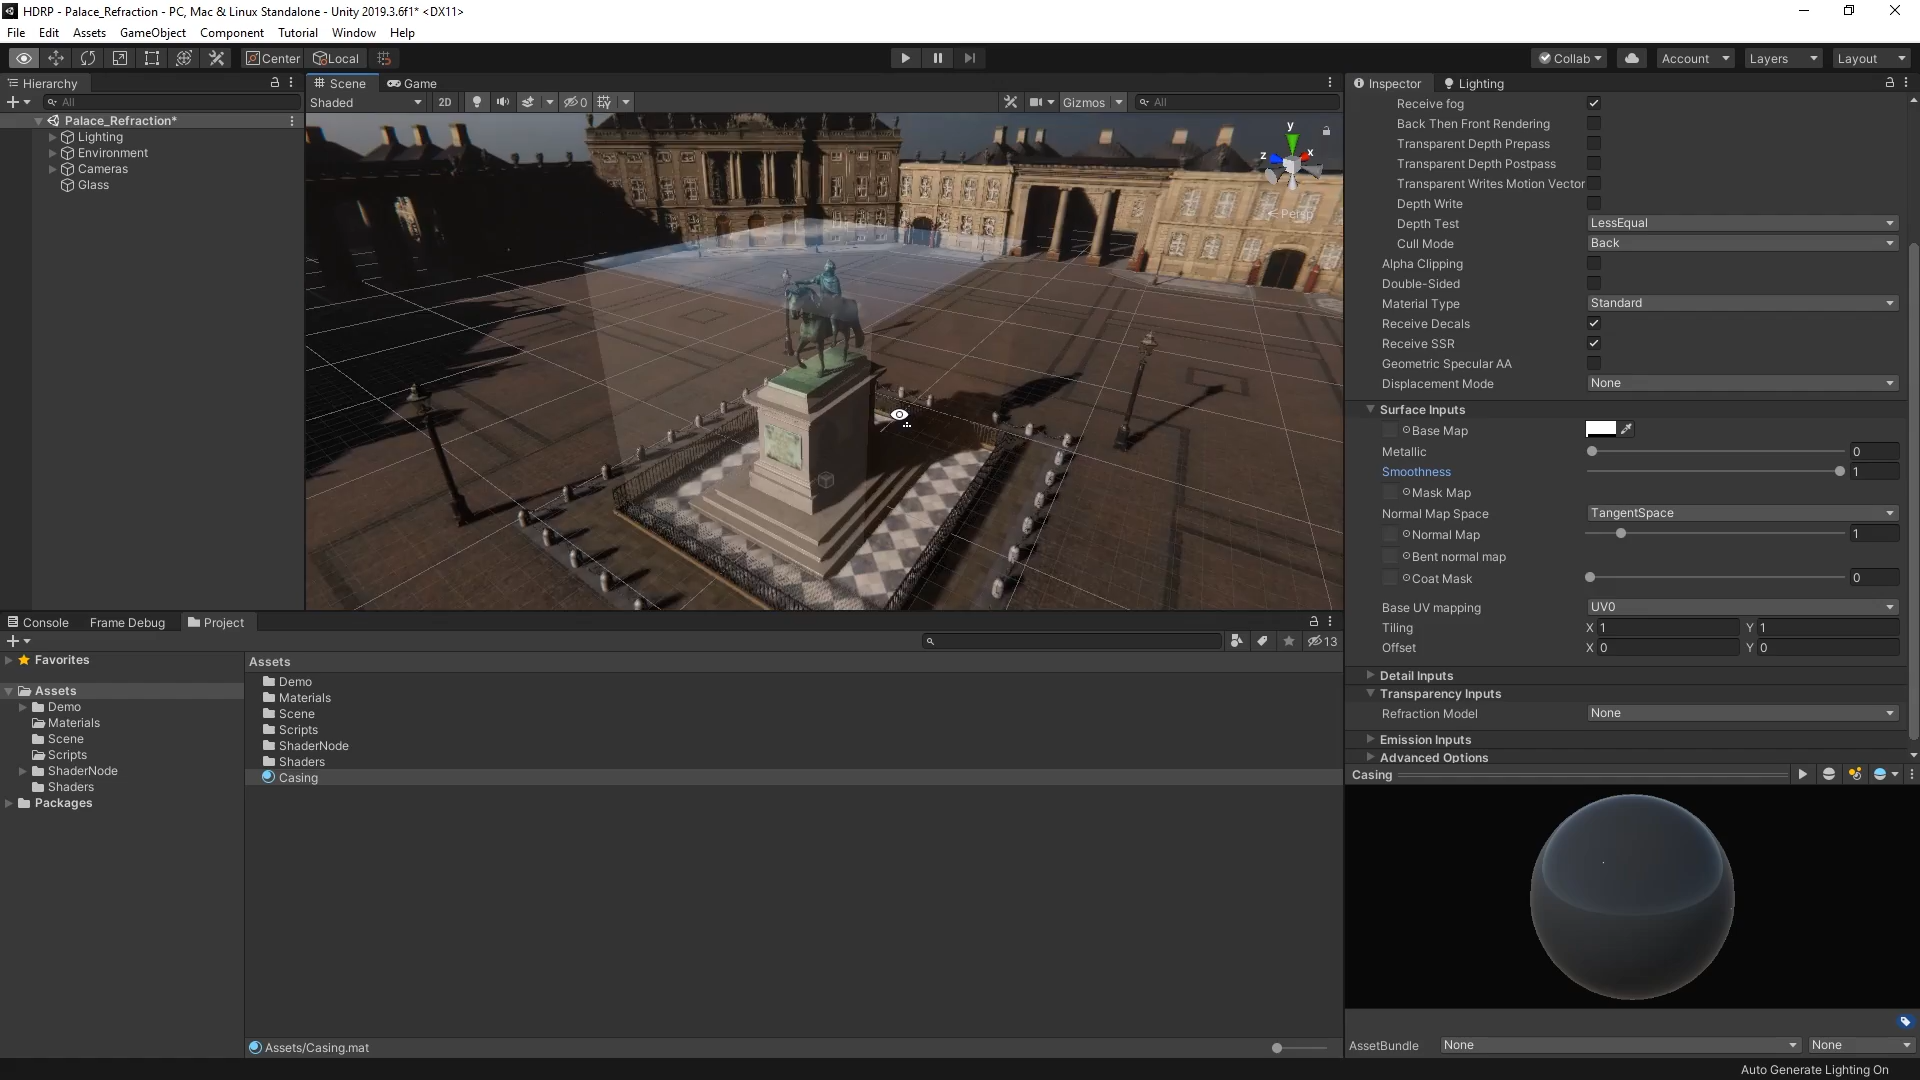 HDRP - Palace_Refraction - PC, Mac & Linux Standalone - Unity 2019.3.6f1* <DX11>
File Edit Assets GameObject Component Tutorial Window Help
Center Local Collab Account Layers Layout
Hierarchy
All
Palace_Refraction*
Lighting
Environment
Cameras
Glass
Scene Game
Shaded 2D 0 Gizmos All
y
z x
Persp
Inspector Lighting
Receive fog
Back Then Front Rendering
Transparent Depth Prepass
Transparent Depth Postpass
Transparent Writes Motion Vector
Depth Write
Depth Test LessEqual
Cull Mode Back
Alpha Clipping
Double-Sided
Material Type Standard
Receive Decals
Receive SSR
Geometric Specular AA
Displacement Mode None
Surface Inputs
Base Map
Metallic 0
Smoothness 1
Mask Map
Normal Map Space TangentSpace
Normal Map 1
Bent normal map
Coat Mask 0
Base UV mapping UV0
Tiling X 1 Y 1
Offset X 0 Y 0
Detail Inputs
Transparency Inputs
Refraction Model None
Emission Inputs
Advanced Options
Casing
AssetBundle None None
Console Frame Debug Project
13
Favorites
Assets
Demo
Materials
Scene
Scripts
ShaderNode
Shaders
Packages
Assets
Demo
Materials
Scene
Scripts
ShaderNode
Shaders
Casing
Assets/Casing.mat
Auto Generate Lighting On